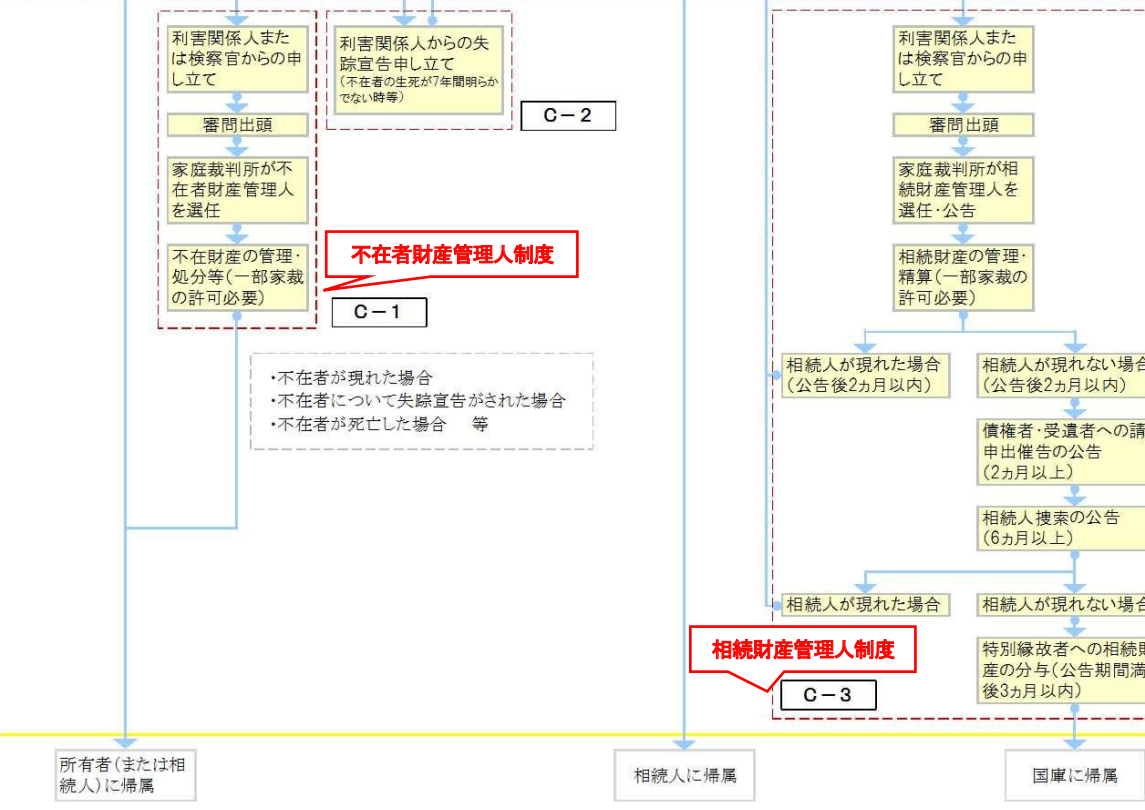 利害関係人また
は検察官からの申
し立て
審問出頭
家庭裁判所が不
在者財産管理人
を選任
不在財産の管理・
処分等(一部家裁
の許可必要)
利害関係人からの失
踪宣告申し立て
(不在者の生死が7年間明らか
でない時等)
C-2
不在者財産管理人制度
C-1
・不在者が現れた場合
・不在者について失踪宣告がされた場合
・不在者が死亡した場合 等
利害関係人また
は検察官からの申
し立て
審問出頭
家庭裁判所が相
続財産管理人を
選任・公告
相続財産の管理・
精算(一部家裁の
許可必要)
相続人が現れた場合
(公告後2ヵ月以内)
相続人が現れない場合
(公告後2ヵ月以内)
債権者・受遺者への請
申出催告の公告
(2ヵ月以上)
相続人捜索の公告
(6ヵ月以上)
相続人が現れた場合
相続人が現れない場合
特別縁故者への相続財
産の分与(公告期間満
後3ヵ月以内)
相続財産管理人制度
C-3
所有者(または相
続人)に帰属
相続人に帰属
国庫に帰属